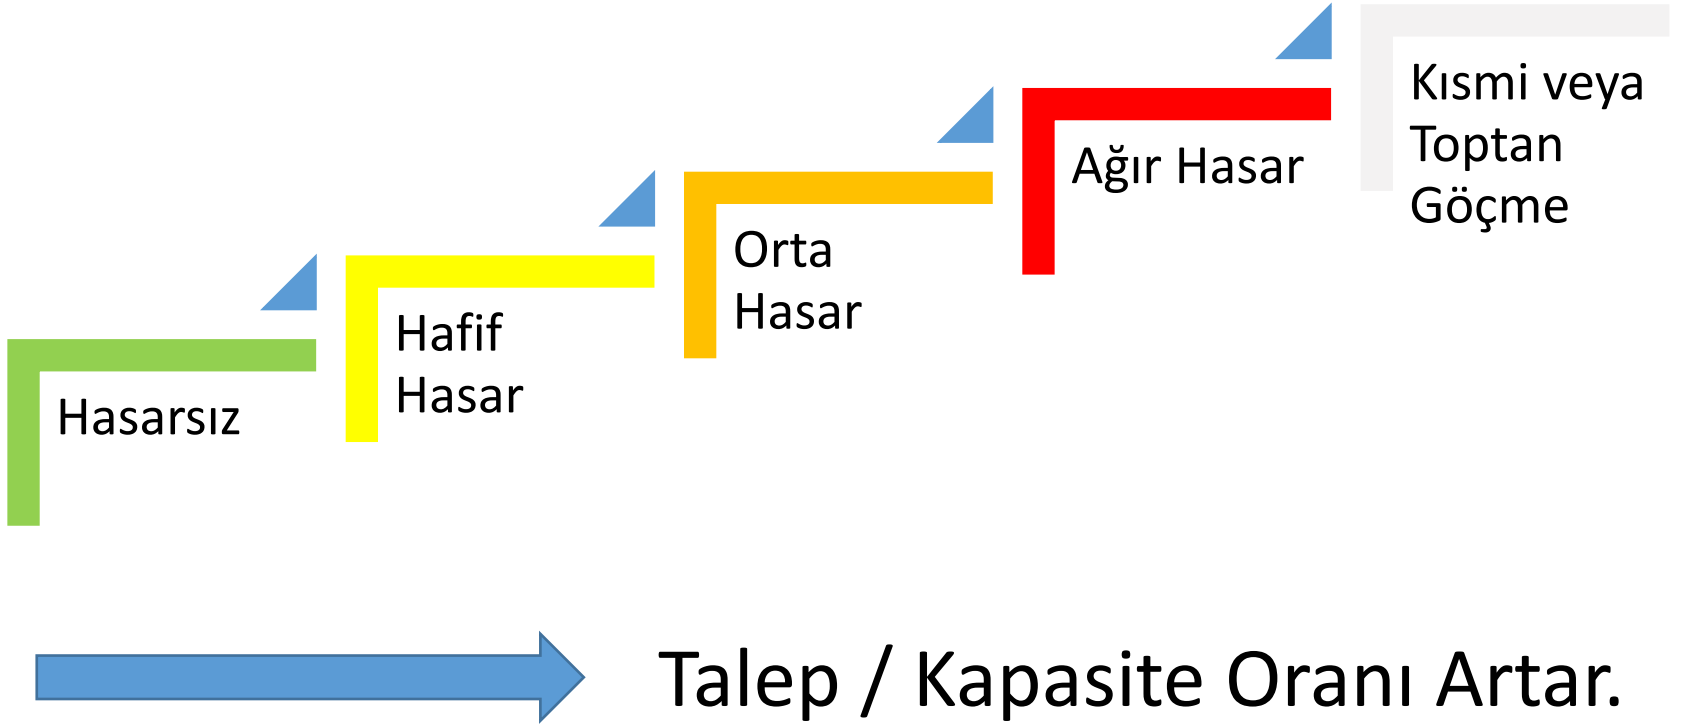 Hasarsız
Hafif
Hasar
Orta
Hasar
Ağır Hasar
Kısmi veya
Toptan
Göçme
Talep / Kapasite Oranı Artar.